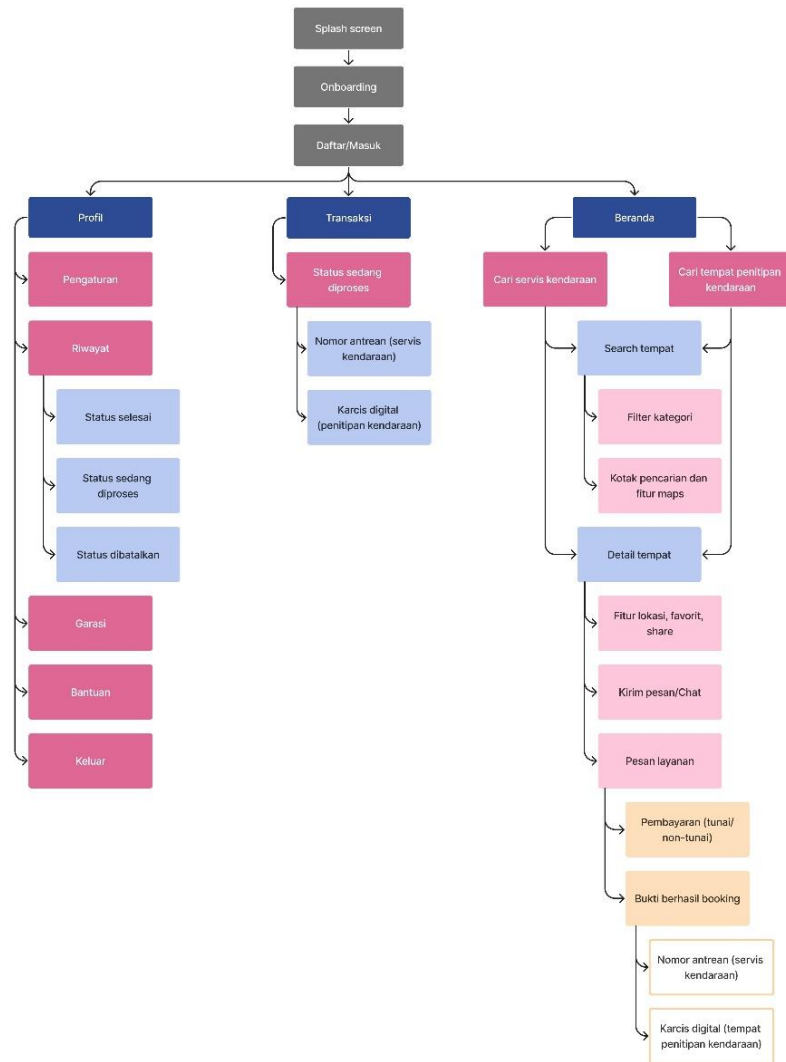 Splash screen
Onboarding
Daftar/Masuk
Profil
Pengaturan
Riwayat
Status selesai
Status sedang
diproses
Status dibatalkan
Garasi
Bantuan
Keluar
Transaksi
Status sedang
diproses
Nomor antrean (servis
kendaraan)
Karcis digital
(penitipan kendaraan)
Beranda
Cari servis kendaraan
Cari tempat penitipan
kendaraan
Search tempat
Filter kategori
Kotak pencarian dan
fitur maps
Detail tempat
Fitur lokasi, favorit,
share
Kirim pesan/Chat
Pesan layanan
Pembayaran (tunai/
non-tunai)
Bukti berhasil booking
Nomor antrean (servis
kendaraan)
Karcis digital (tempat
penitipan kendaraan)